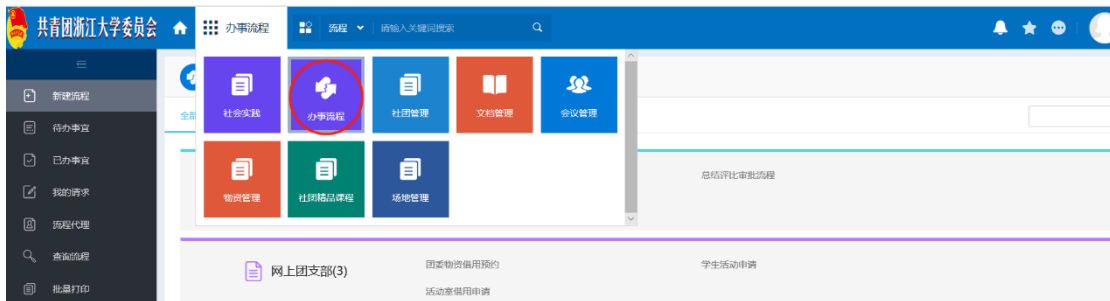 共青团浙江大学委员会
办事流程
流程
请输入关键词搜索
新建流程
待办事宜
已办事宜
我的请求
流程代理
查询流程
批量打印
社会实践
办事流程
社团管理
文档管理
会议管理
物资管理
社团精品课程
场地管理
全部
总结评比审批流程
网上团支部(3)
团委物资借用预约
学生活动申请
活动室借用申请